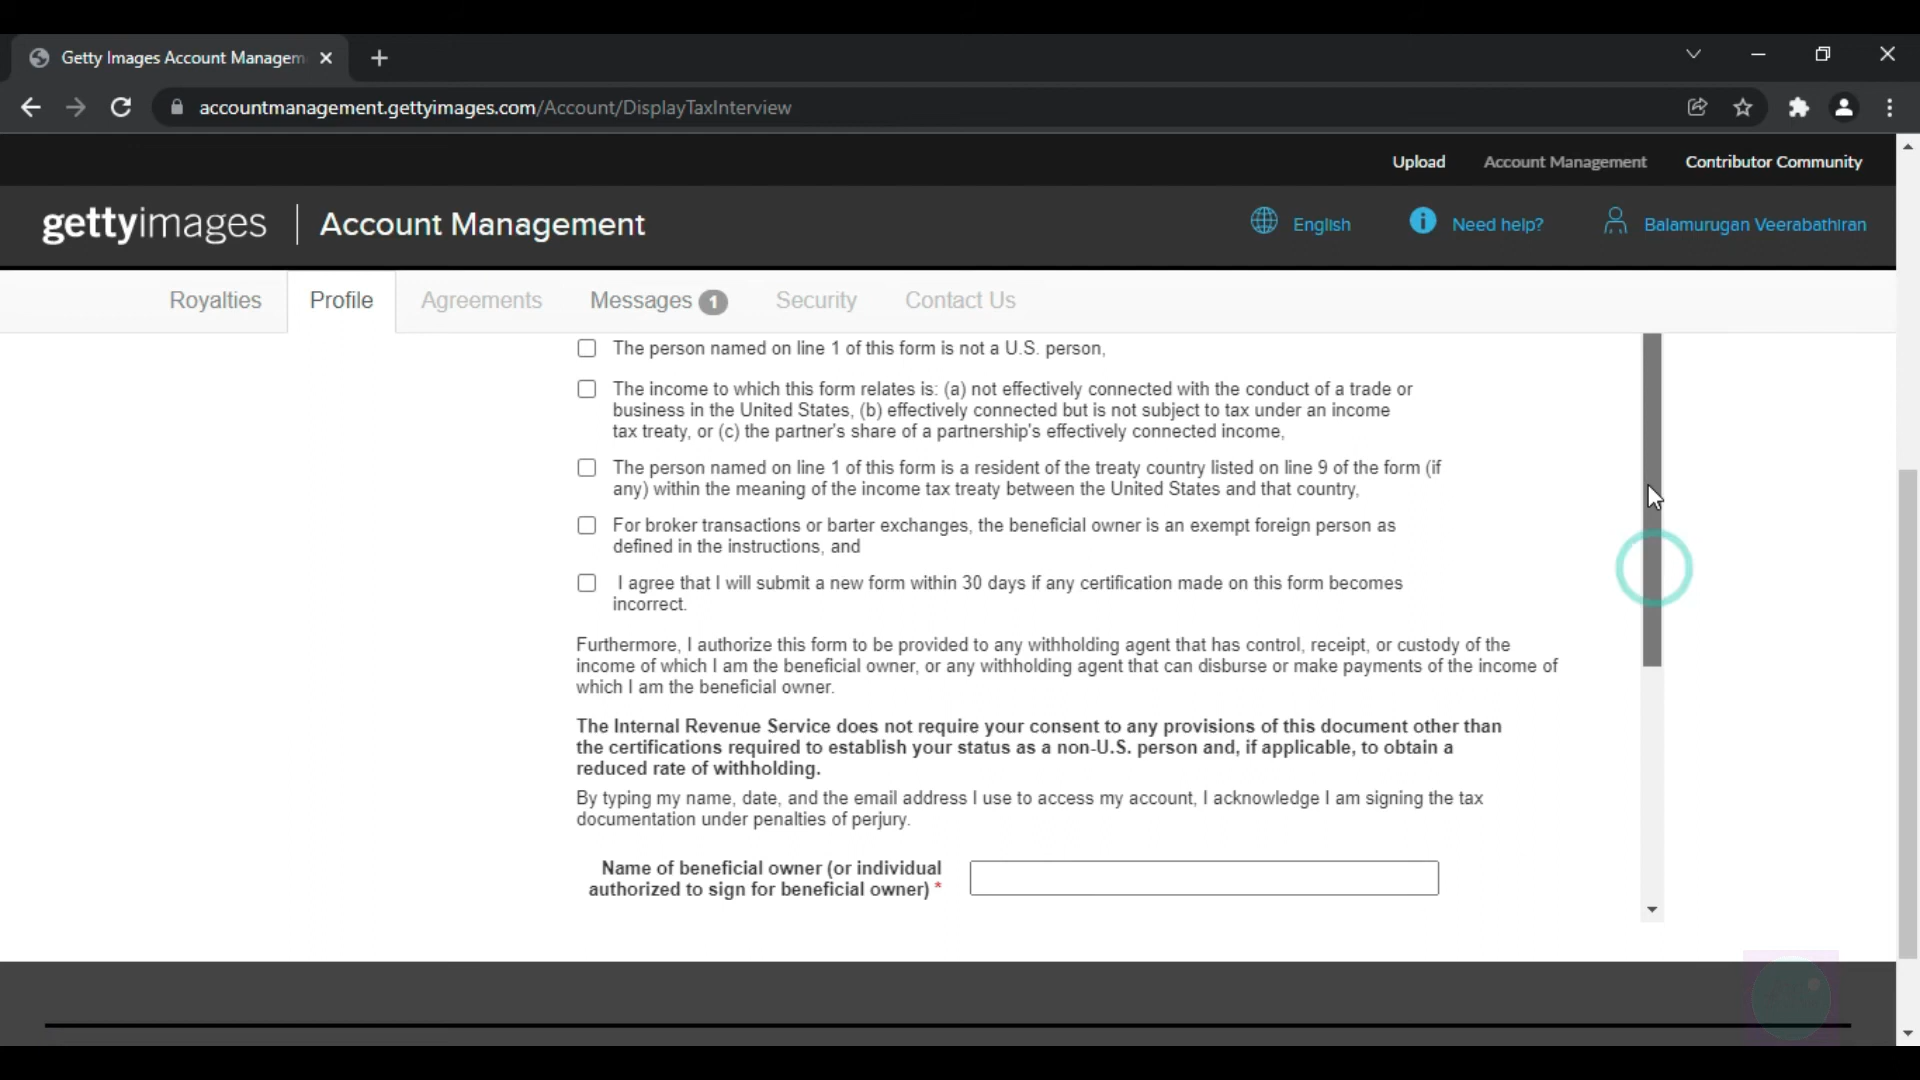 Getty Images Account Managem
accountmanagement.gettyimages.com/Account/DisplayTaxInterview
Upload Account Management Contributor Community
gettyimages Account Management English Need help? Balamurugan Veerabathiran
Royalties Profile Agreements Messages 1 Security Contact Us
The person named on line 1 of this form is not a U.S. person,
The income to which this form relates is: (a) not effectively connected with the conduct of a trade or
business in the United States, (b) effectively connected but is not subject to tax under an income
tax treaty, or (c) the partner's share of a partnership's effectively connected income,
The person named on line 1 of this form is a resident of the treaty country listed on line 9 of the form (if
any) within the meaning of the income tax treaty between the United States and that country,
For broker transactions or barter exchanges, the beneficial owner is an exempt foreign person as
defined in the instructions, and
I agree that I will submit a new form within 30 days if any certification made on this form becomes
incorrect.
Furthermore, I authorize this form to be provided to any withholding agent that has control, receipt, or custody of the
income of which I am the beneficial owner, or any withholding agent that can disburse or make payments of the income of
which I am the beneficial owner.
The Internal Revenue Service does not require your consent to any provisions of this document other than
the certifications required to establish your status as a non-U.S. person and, if applicable, to obtain a
reduced rate of withholding.
By typing my name, date, and the email address I use to access my account, I acknowledge I am signing the tax
documentation under penalties of perjury.
Name of beneficial owner (or individual
authorized to sign for beneficial owner) *